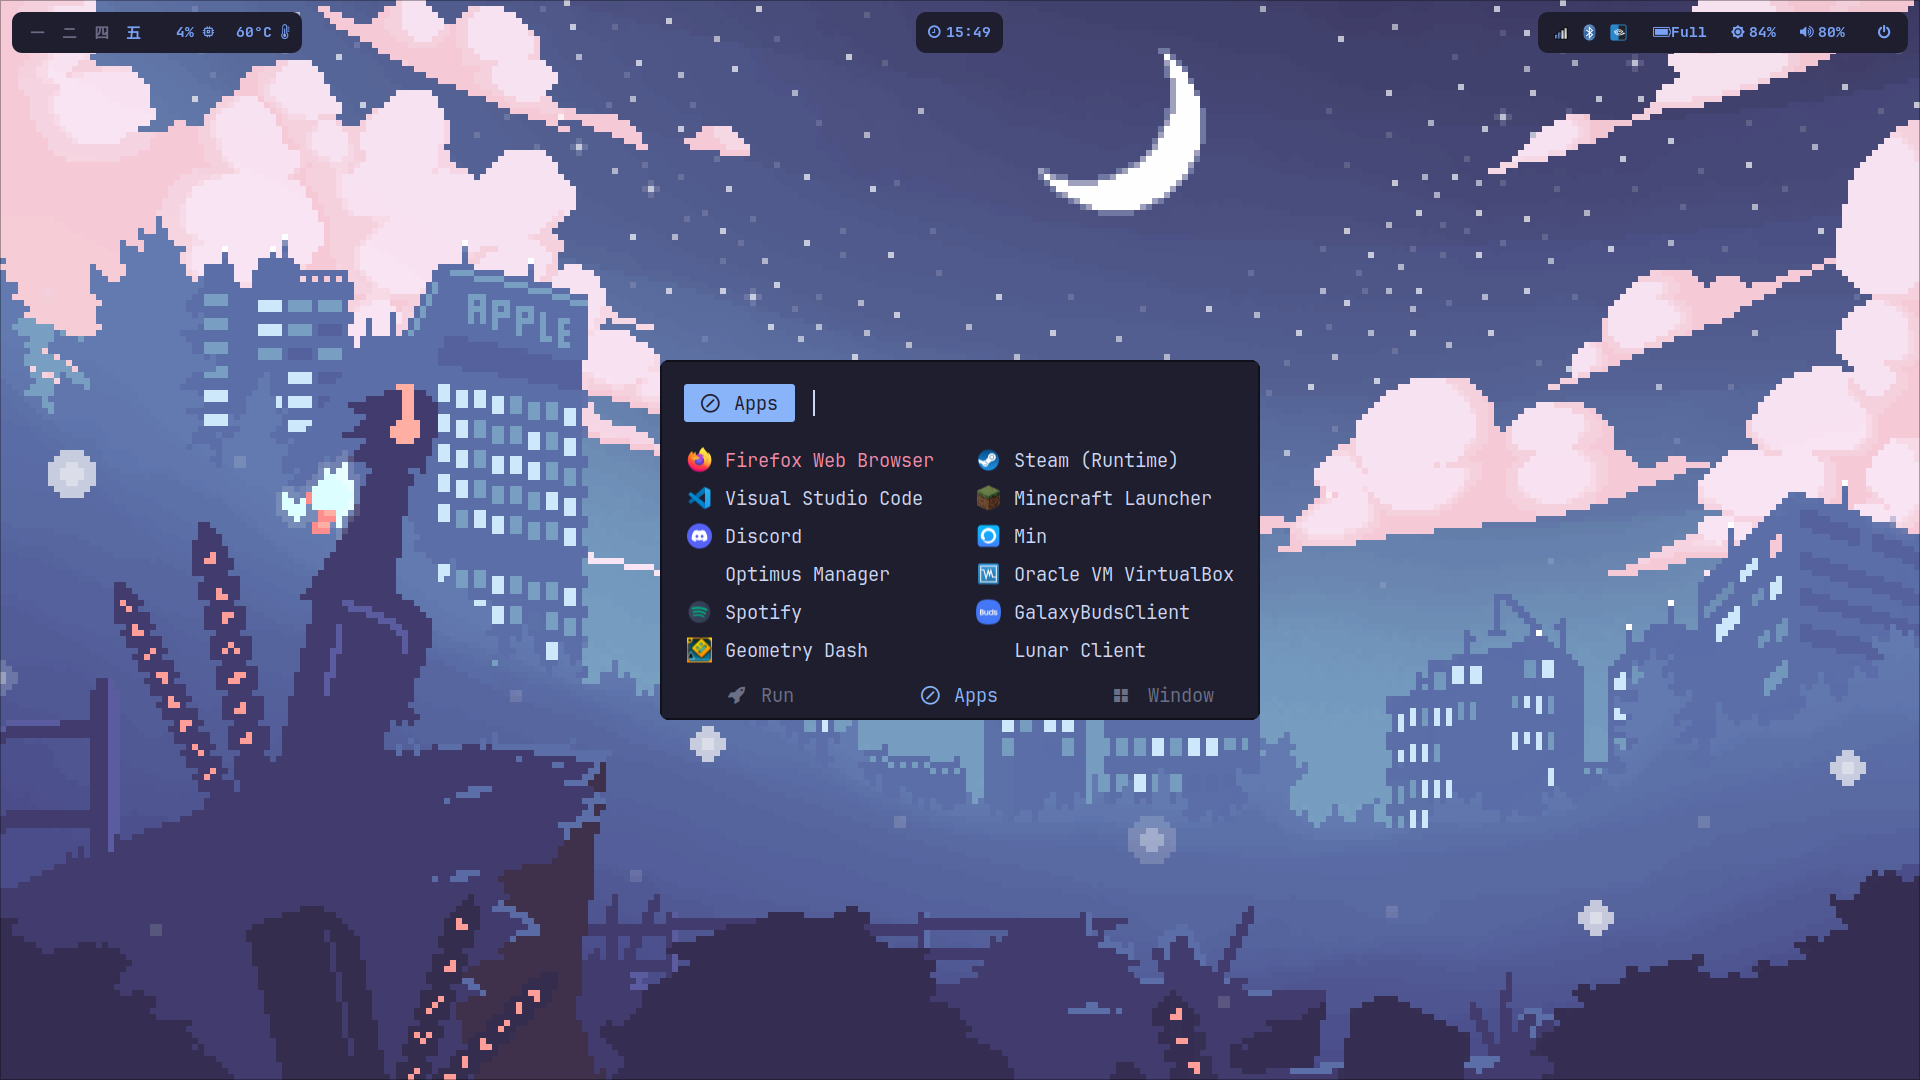 一 二 四 五 4% 60°C
15:49
Full 84% 80%
APPLE
Apps
Firefox Web Browser
Steam (Runtime)
Visual Studio Code
Minecraft Launcher
Discord
Min
Optimus Manager
Oracle VM VirtualBox
Spotify
Buds GalaxyBudsClient
Geometry Dash
Lunar Client
Run Apps Window